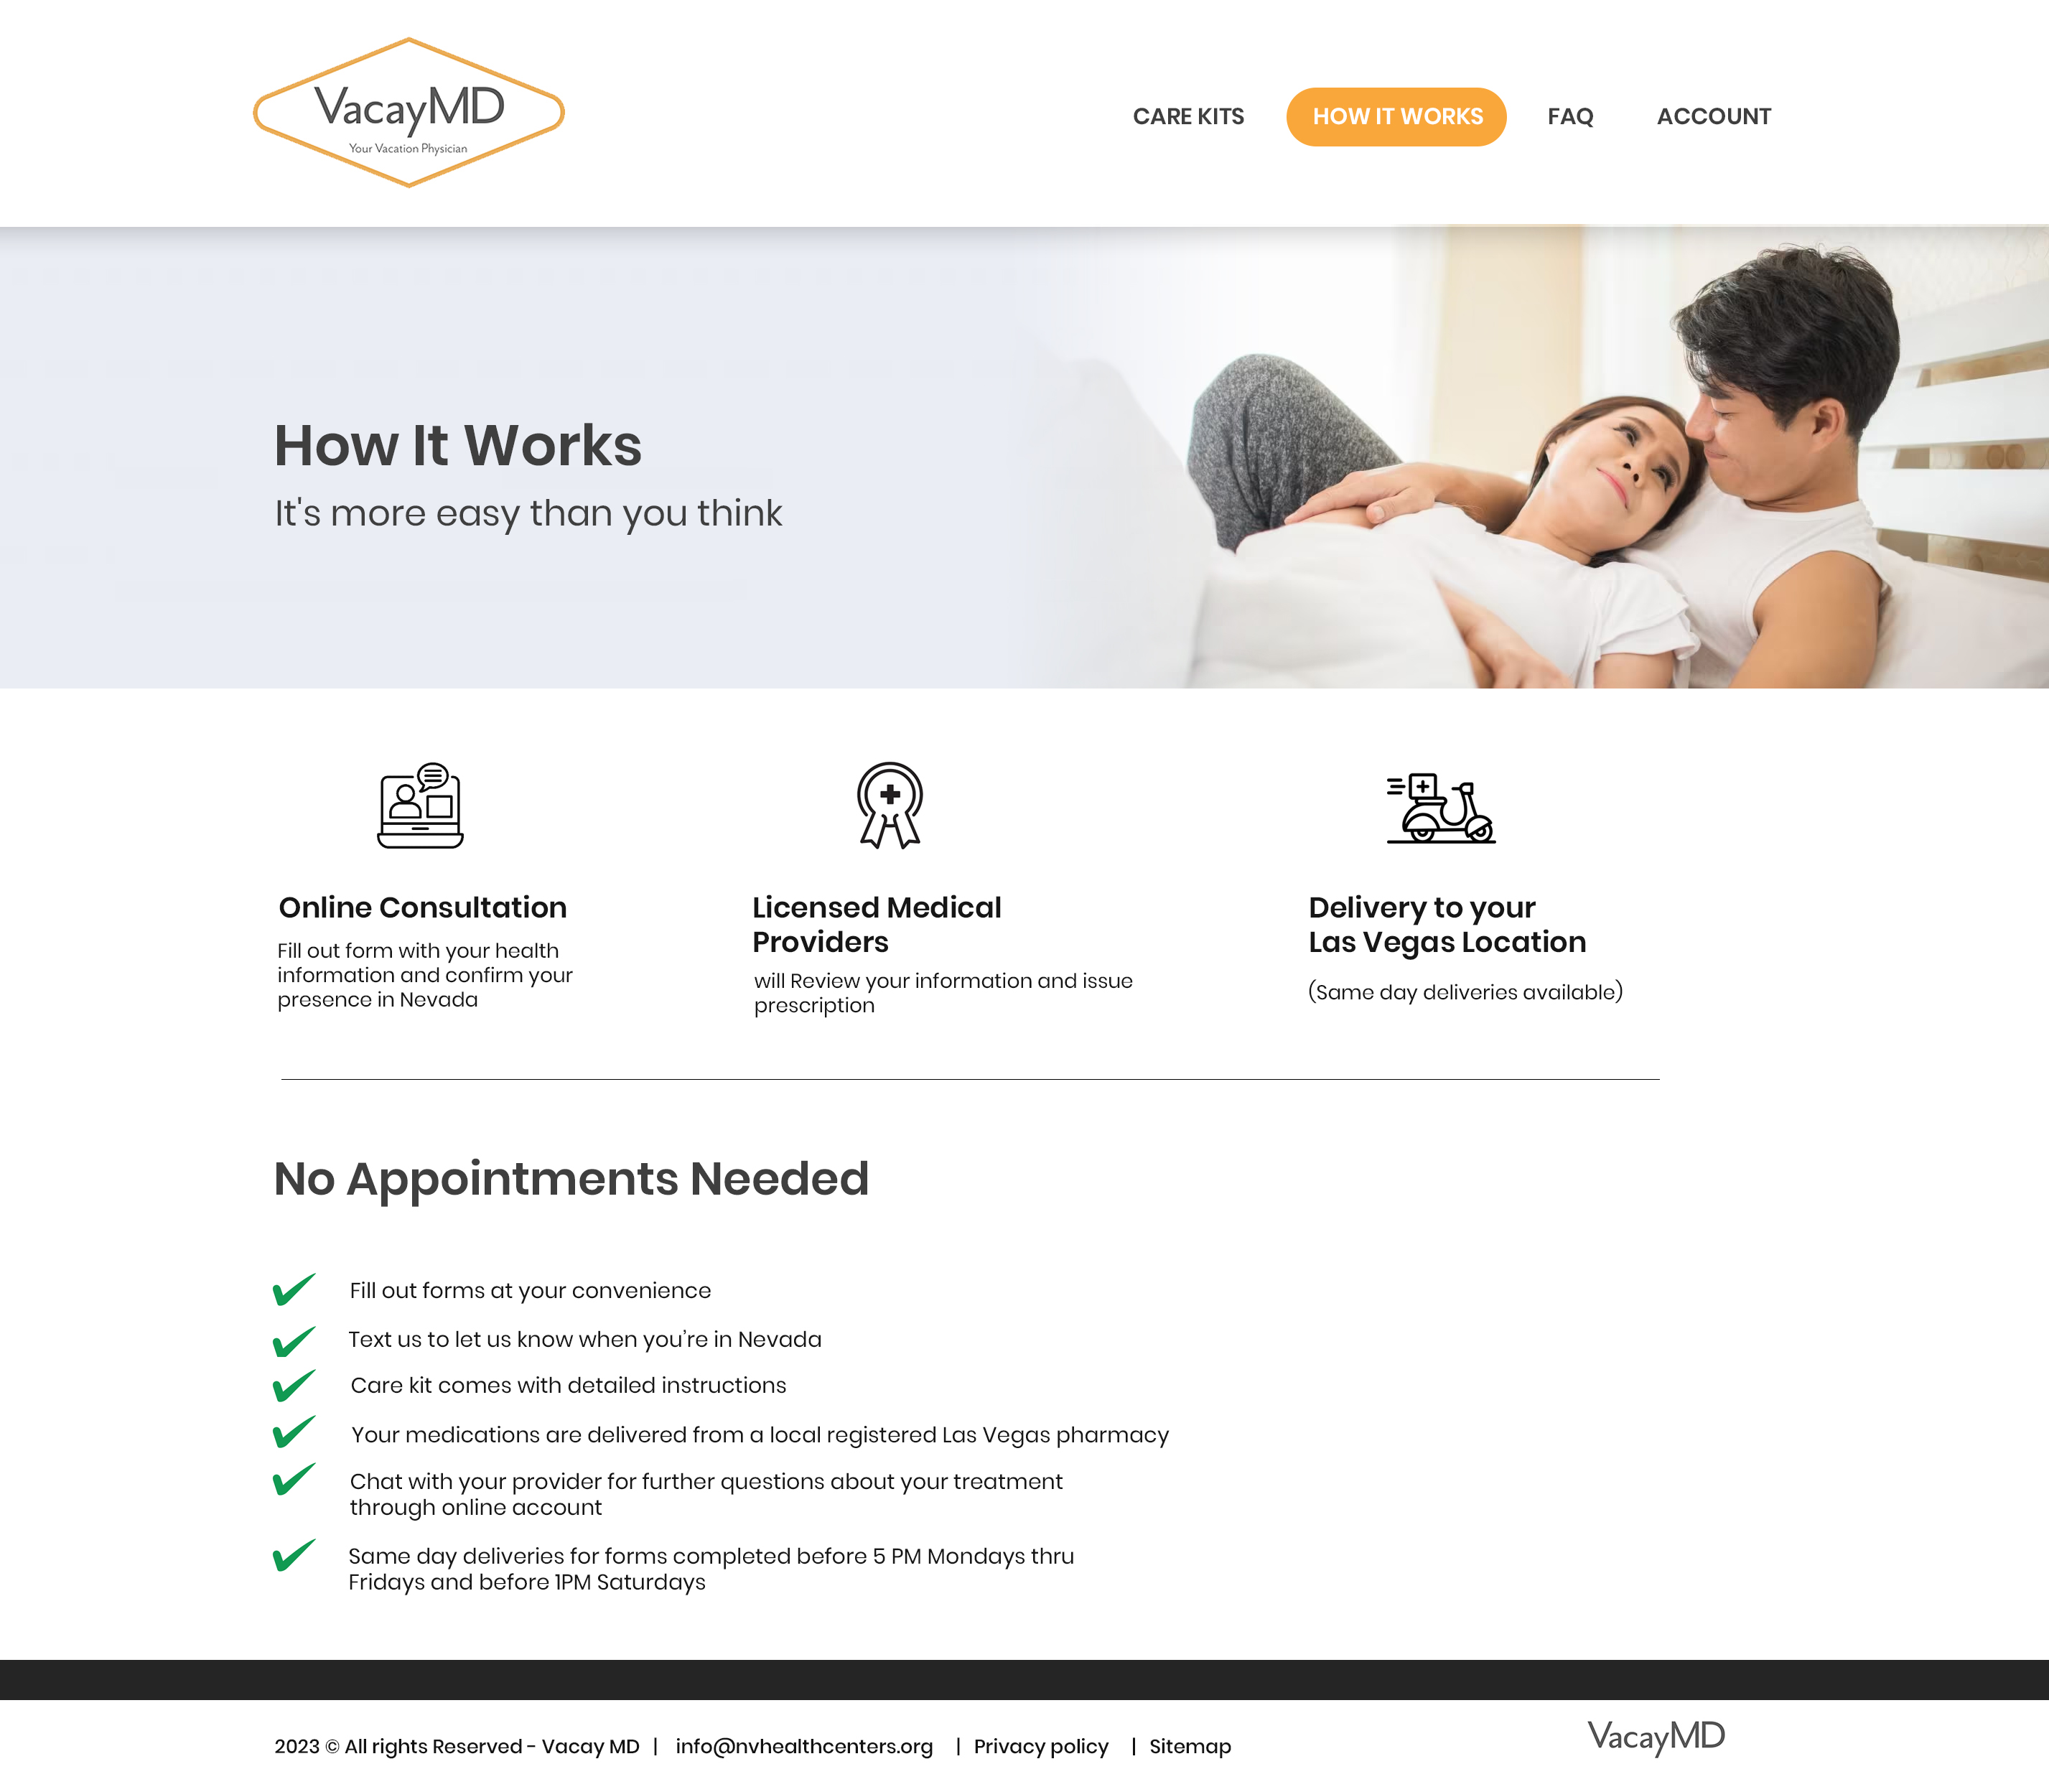 VacayMD
Your Vacation Physician
CARE KITS
HOW IT WORKS
FAQ
ACCOUNT
How It Works
It's more easy than you think
Online Consultation
Fill out form with your health
information and confirm your
presence in Nevada
Licensed Medical
Providers
will Review your information and issue
prescription
Delivery to your
Las Vegas Location
(Same day deliveries available)
No Appointments Needed
Fill out forms at your convenience
Text us to let us know when you’re in Nevada
Care kit comes with detailed instructions
Your medications are delivered from a local registered Las Vegas pharmacy
Chat with your provider for further questions about your treatment
through online account
Same day deliveries for forms completed before 5 PM Mondays thru
Fridays and before 1PM Saturdays
2023 © All rights Reserved - Vacay MD | info@nvhealthcenters.org | Privacy policy | Sitemap
VacayMD